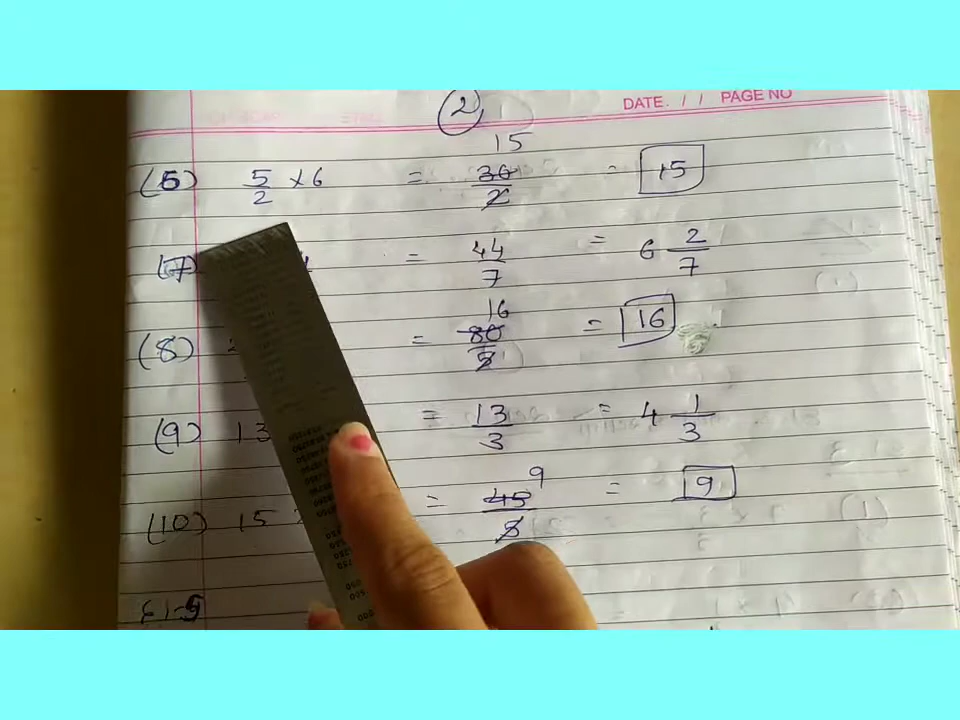 2
DATE. / / PAGE NO
15
(5) 5/2 × 6 = 30/2 = 15
(7) = 44/7 = 6 2/7
16
(8) = 80/5 = 16
(9) 13 = 13/3 = 4 1/3
9
(10) 15 = 45/5 = 9